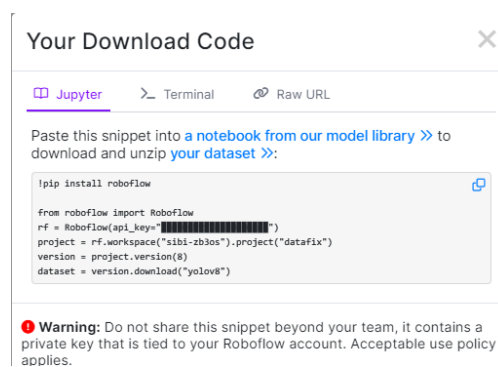 Your Download Code
Jupyter
Terminal
Raw URL
Paste this snippet into a notebook from our model library » to
download and unzip your dataset »:
!pip install roboflow
from roboflow import Roboflow
rf = Roboflow(api_key="████████████████████")
project = rf.workspace("sibi-zb3os").project("datafix")
version = project.version(8)
dataset = version.download("yolov8")
Warning: Do not share this snippet beyond your team, it contains a
private key that is tied to your Roboflow account. Acceptable use policy
applies.